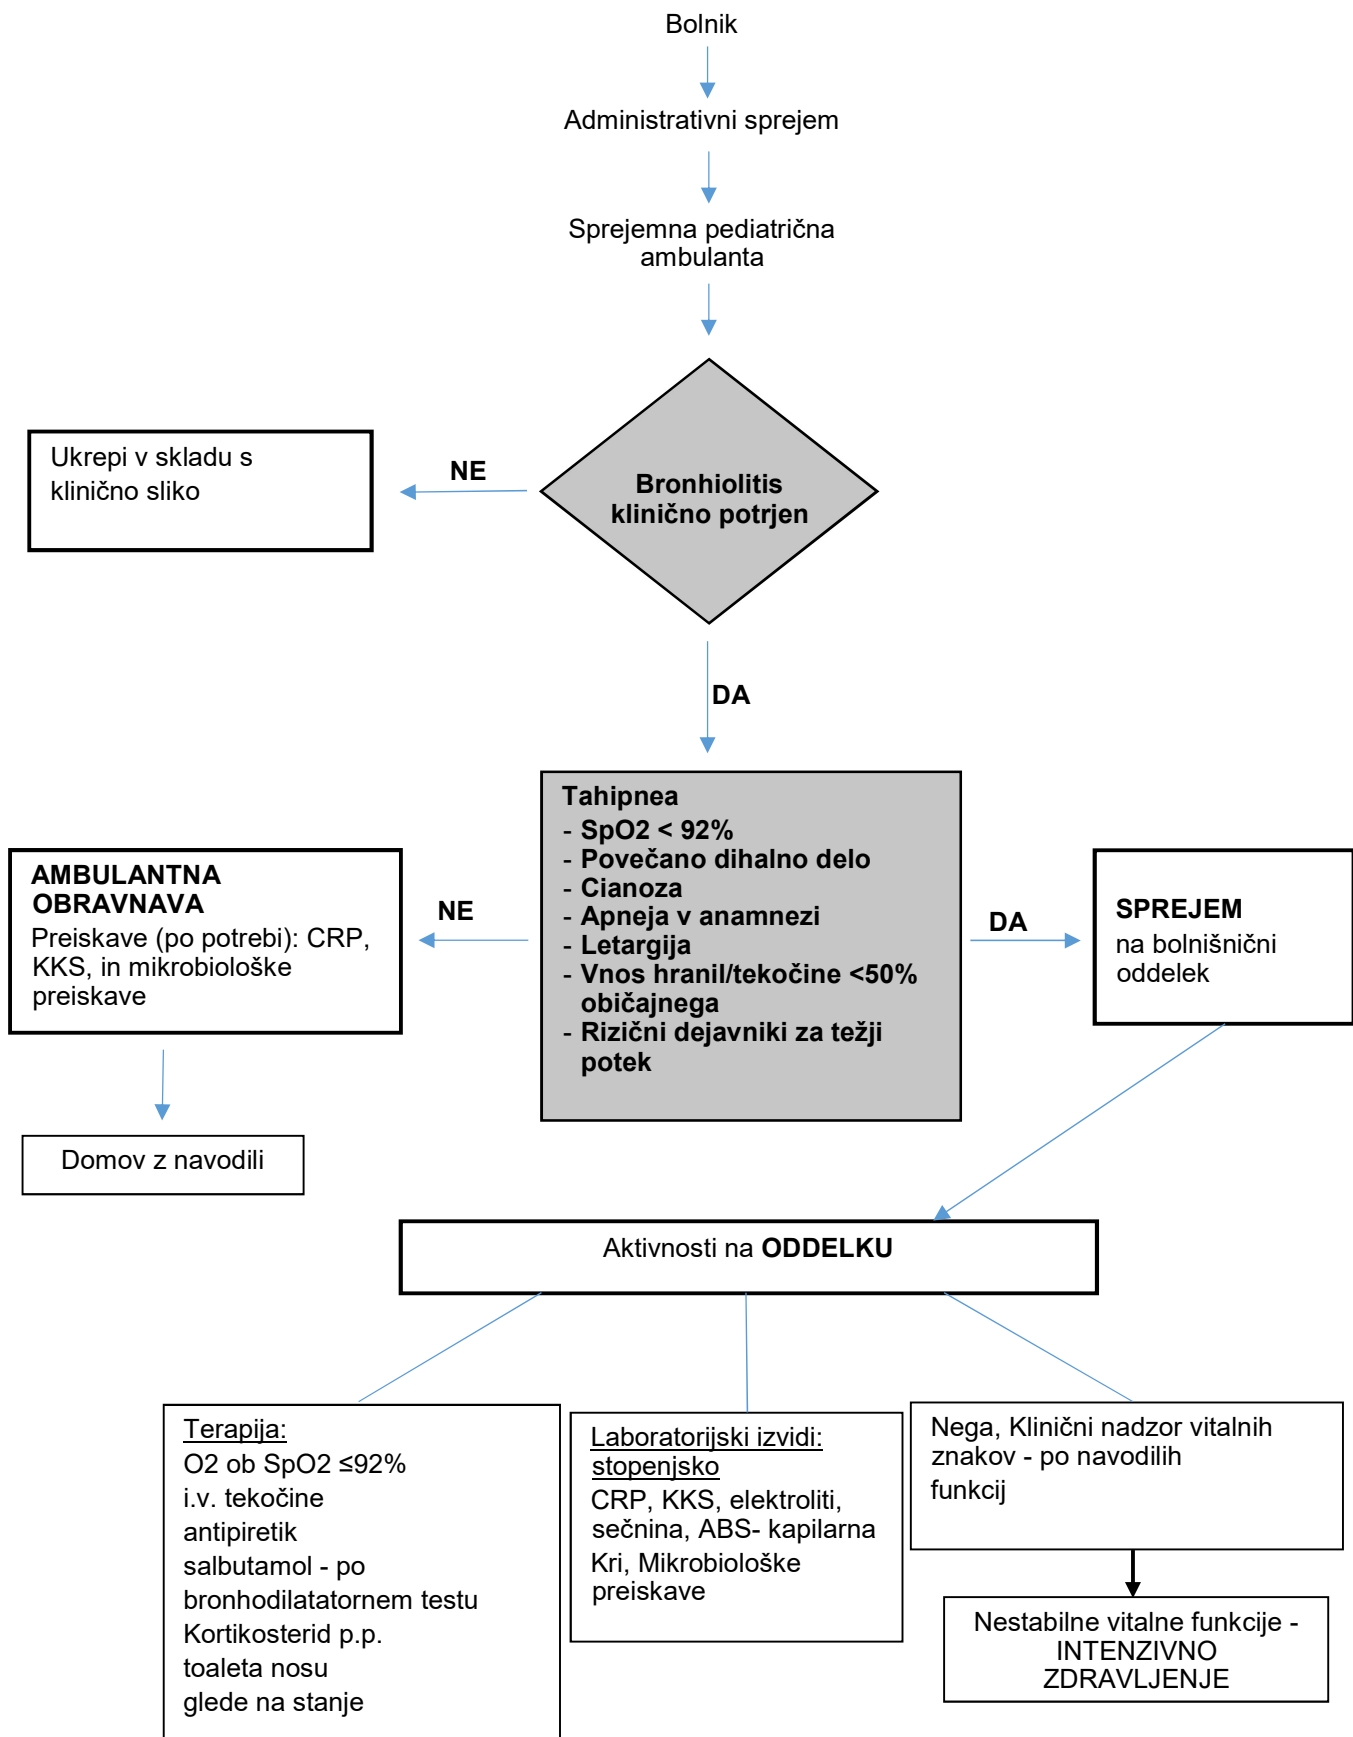 Bolnik
Administrativni sprejem
Sprejemna pediatrična
ambulanta
Bronhiolitis
klinično potrjen
NE
Ukrepi v skladu s
klinično sliko
DA
Tahipnea
- SpO2 < 92%
- Povečano dihalno delo
- Cianoza
- Apneja v anamnezi
- Letargija
- Vnos hranil/tekočine <50%
običajnega
- Rizični dejavniki za težji
potek
NE
AMBULANTNA
OBRAVNAVA
Preiskave (po potrebi): CRP,
KKS, in mikrobiološke
preiskave
Domov z navodili
DA
SPREJEM
na bolnišnični
oddelek
Aktivnosti na ODDELKU
Terapija:
O2 ob SpO2 ≤92%
i.v. tekočine
antipiretik
salbutamol - po
bronhodilatatornem testu
Kortikosterid p.p.
toaleta nosu
glede na stanje
Laboratorijski izvidi:
stopenjsko
CRP, KKS, elektroliti,
sečnina, ABS- kapilarna
Kri, Mikrobiološke
preiskave
Nega, Klinični nadzor vitalnih
znakov - po navodilih
funkcij
Nestabilne vitalne funkcije -
INTENZIVNO
ZDRAVLJENJE